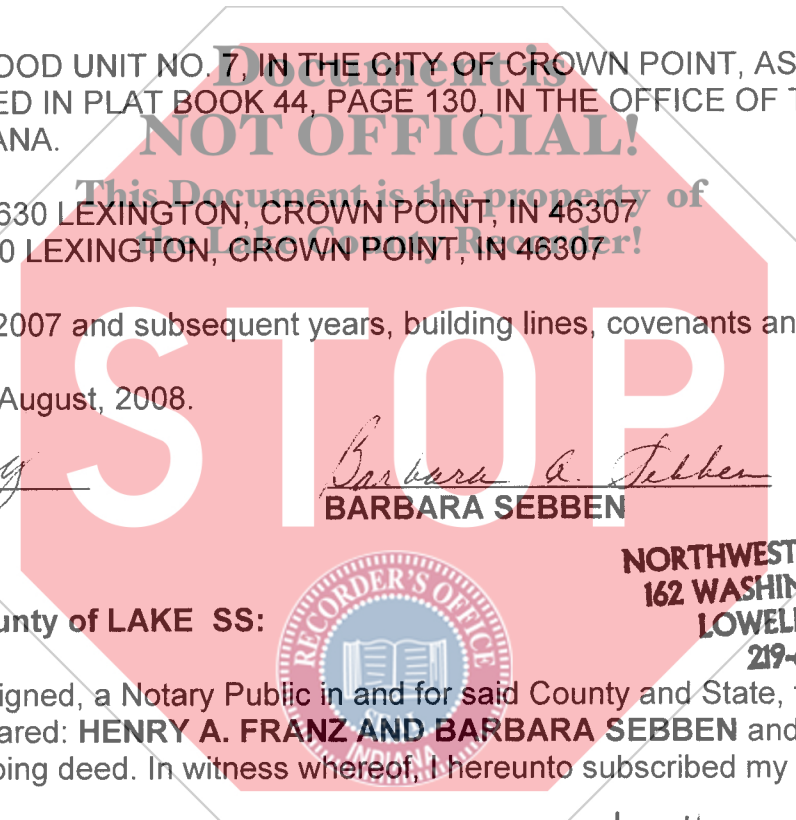 Document is
OOD UNIT NO. 7, IN THE CITY OF CROWN POINT, AS
ED IN PLAT BOOK 44, PAGE 130, IN THE OFFICE OF T
ANA.
NOT OFFICIAL!
This Document is the property of
630 LEXINGTON, CROWN POINT, IN 46307
the Lake County Recorder!
0 LEXINGTON, CROWN POINT, IN 46307
2007 and subsequent years, building lines, covenants an
August, 2008.
STOP
Barbara A. Sebben
BARBARA SEBBEN
NORTHWEST
162 WASHIN
LOWELL
219-
RECORDER'S OFFICE
unty of LAKE SS:
igned, a Notary Public in and for said County and State,
ared: HENRY A. FRANZ AND BARBARA SEBBEN and
INDIANA
oing deed. In witness whereof, I hereunto subscribed my